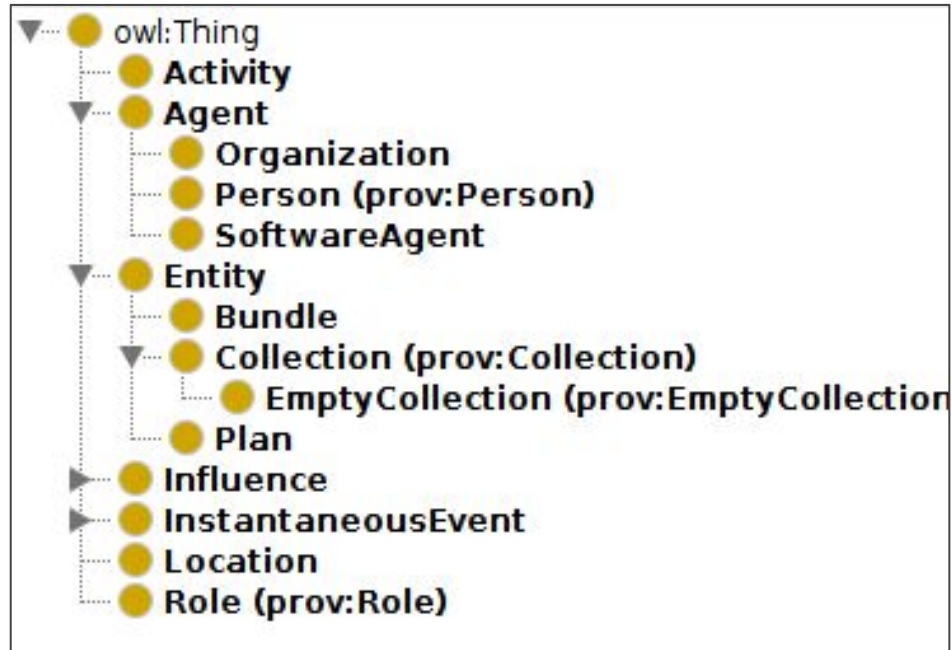 owl:Thing
Activity
Agent
Organization
Person (prov:Person)
SoftwareAgent
Entity
Bundle
Collection (prov:Collection)
EmptyCollection (prov:EmptyCollection
Plan
Influence
InstantaneousEvent
Location
Role (prov:Role)